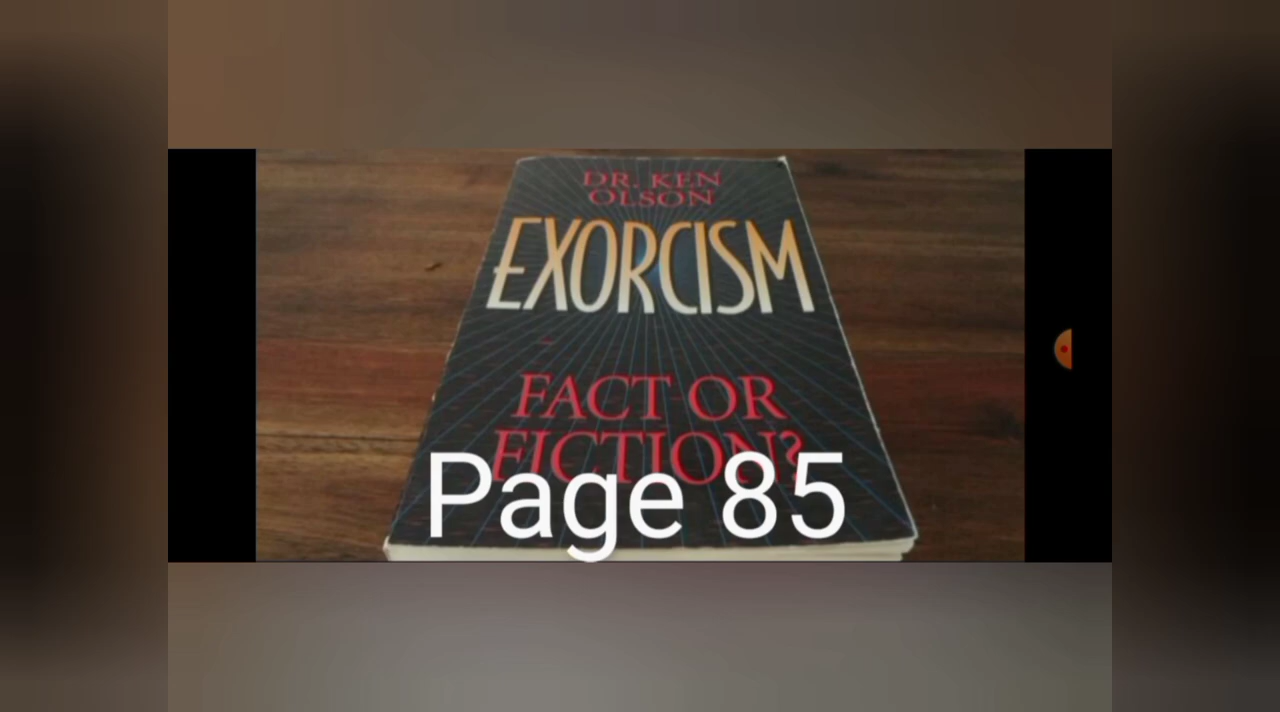 DR. KEN
OLSON
EXORCISM
FACT OR
FICTION?
Page 85